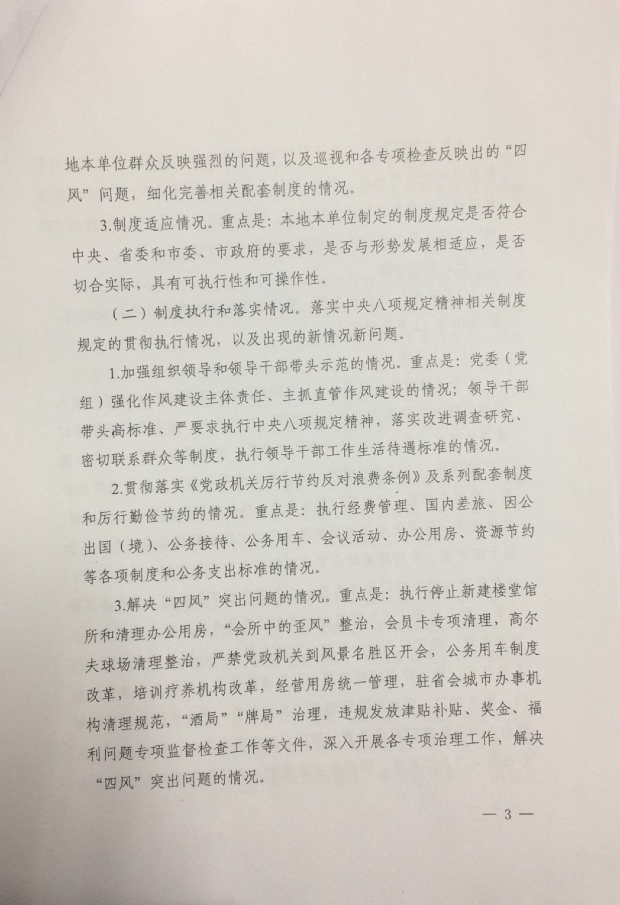 地本单位群众反映强烈的问题，以及巡视和各专项检查反映出的“四
风”问题，细化完善相关配套制度的情况。
3.制度适应情况。重点是：本地本单位制定的制度规定是否符合
中央、省委和市委、市政府的要求，是否与形势发展相适应，是否
切合实际，具有可执行性和可操作性。
（二）制度执行和落实情况。落实中央八项规定精神相关制度
规定的贯彻执行情况，以及出现的新情况新问题。
1.加强组织领导和领导干部带头示范的情况。重点是：党委（党
组）强化作风建设主体责任、主抓直管作风建设的情况；领导干部
带头高标准、严要求执行中央八项规定精神，落实改进调查研究、
密切联系群众等制度，执行领导干部工作生活待遇标准的情况。
2.贯彻落实《党政机关厉行节约反对浪费条例》及系列配套制度
和厉行勤俭节约的情况。重点是：执行经费管理、国内差旅、因公
出国（境）、公务接待、公务用车、会议活动、办公用房、资源节约
等各项制度和公务支出标准的情况。
3.解决“四风”突出问题的情况。重点是：执行停止新建楼堂馆
所和清理办公用房，“会所中的歪风”整治，会员卡专项清理，高尔
夫球场清理整治，严禁党政机关到风景名胜区开会，公务用车制度
改革，培训疗养机构改革，经营用房统一管理，驻省会城市办事机
构清理规范，“酒局”“牌局”治理，违规发放津贴补贴、奖金、福
利问题专项监督检查工作等文件，深入开展各专项治理工作，解决
“四风”突出问题的情况。
— 3 —